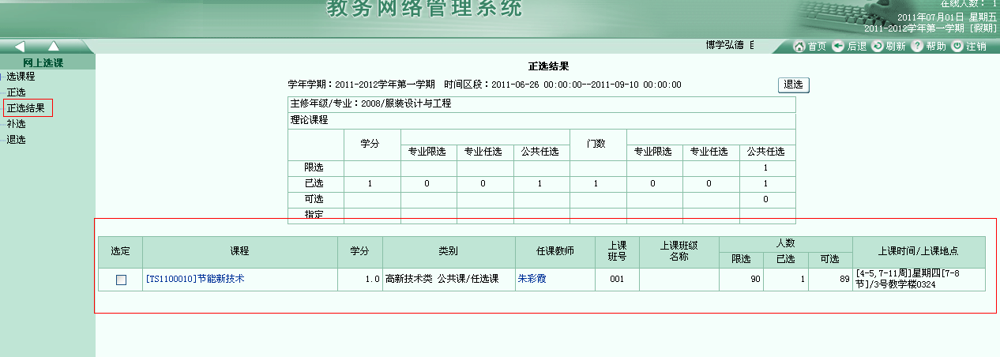 教务网络管理系统
在线人数： 1
2011年07月01日 星期五
2011-2012学年第一学期 [假期]
博学弘德
首页 后退 刷新 帮助 注销
网上选课
选课程
正选
正选结果
补选
退选
正选结果
学年学期：2011-2012学年第一学期 时间区段：2011-06-26 00:00:00--2011-09-10 00:00:00
退选
主修年级/专业：2008/服装设计与工程
理论课程
学分 门数
专业限选 专业任选 公共任选 专业限选 专业任选 公共任选
限选 1
已选 1 0 0 1 1 0 0 1
可选 0
指定
选定 课程 学分 类别 任课教师 上课班号 上课班级名称 人数 上课时间/上课地点
限选 已选 可选
[TS1100010]节能新技术 1.0 高新技术类 公共课/任选课 朱彩霞 001 90 1 89 [4-5,7-11周]星期四[7-8
节]/3号教学楼0324